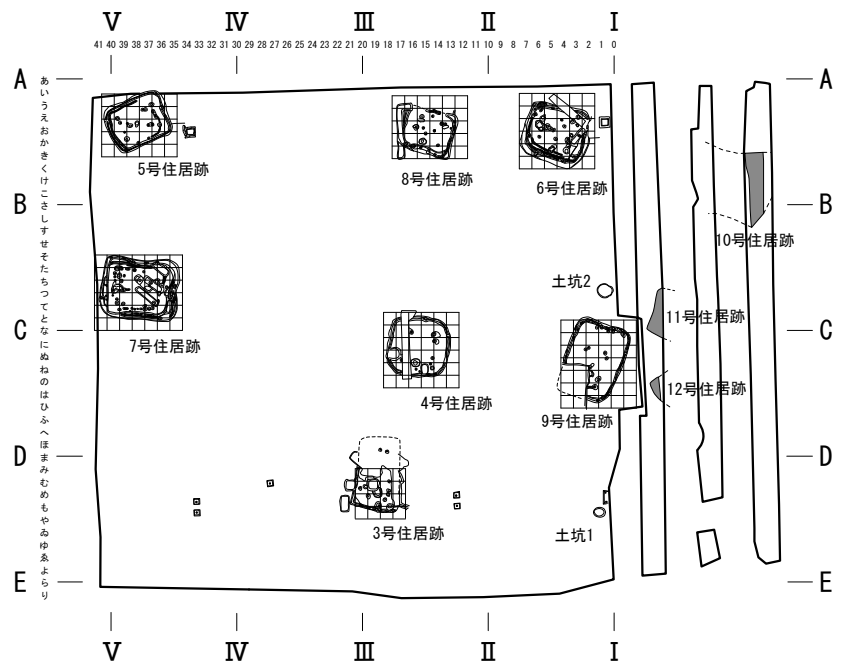 Ⅴ Ⅳ Ⅲ Ⅱ Ⅰ
41 40 39 38 37 36 35 34 33 32 31 30 29 28 27 26 25 24 23 22 21 20 19 18 17 16 15 14 13 12 11 10 9 8 7 6 5 4 3 2 1 0
A
B
C
D
E
あいうえおかきくけこさしすせそたちつてとなにぬねのはひふへほまみむめもやゐゆゑよらり
5号住居跡
8号住居跡
6号住居跡
10号住居跡
土坑2
11号住居跡
7号住居跡
4号住居跡
12号住居跡
9号住居跡
3号住居跡
土坑1
A
B
C
D
E
Ⅴ Ⅳ Ⅲ Ⅱ Ⅰ